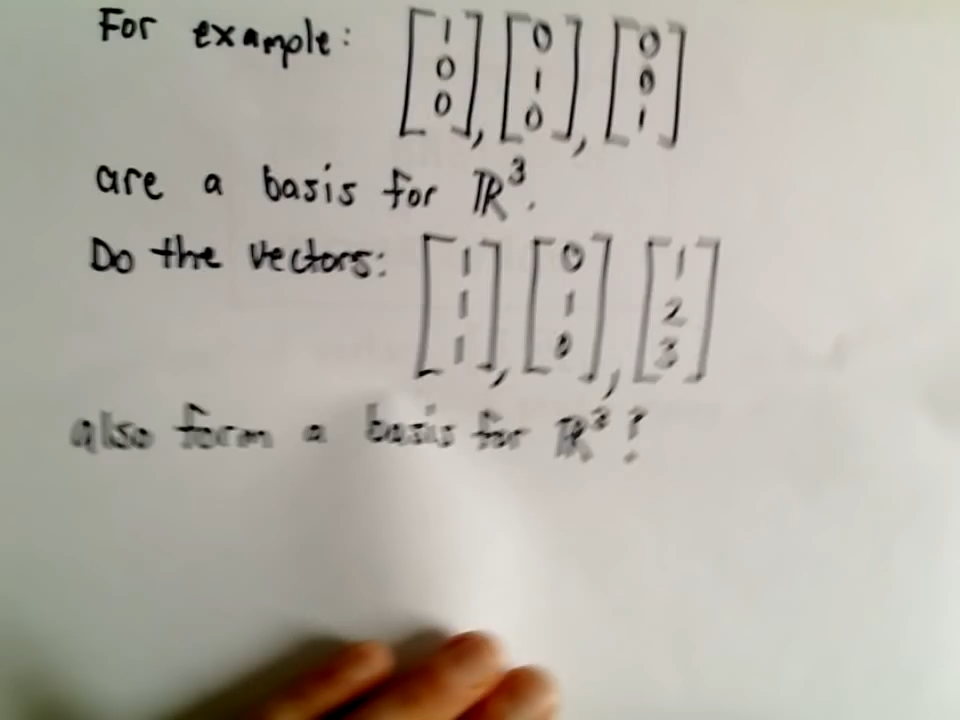 For example: [1 0 0], [0 1 0], [0 0 1]
are a basis for ℝ³.
Do the vectors: [1 1 1], [0 1 0], [1 2 3]
also form a basis for ℝ³?